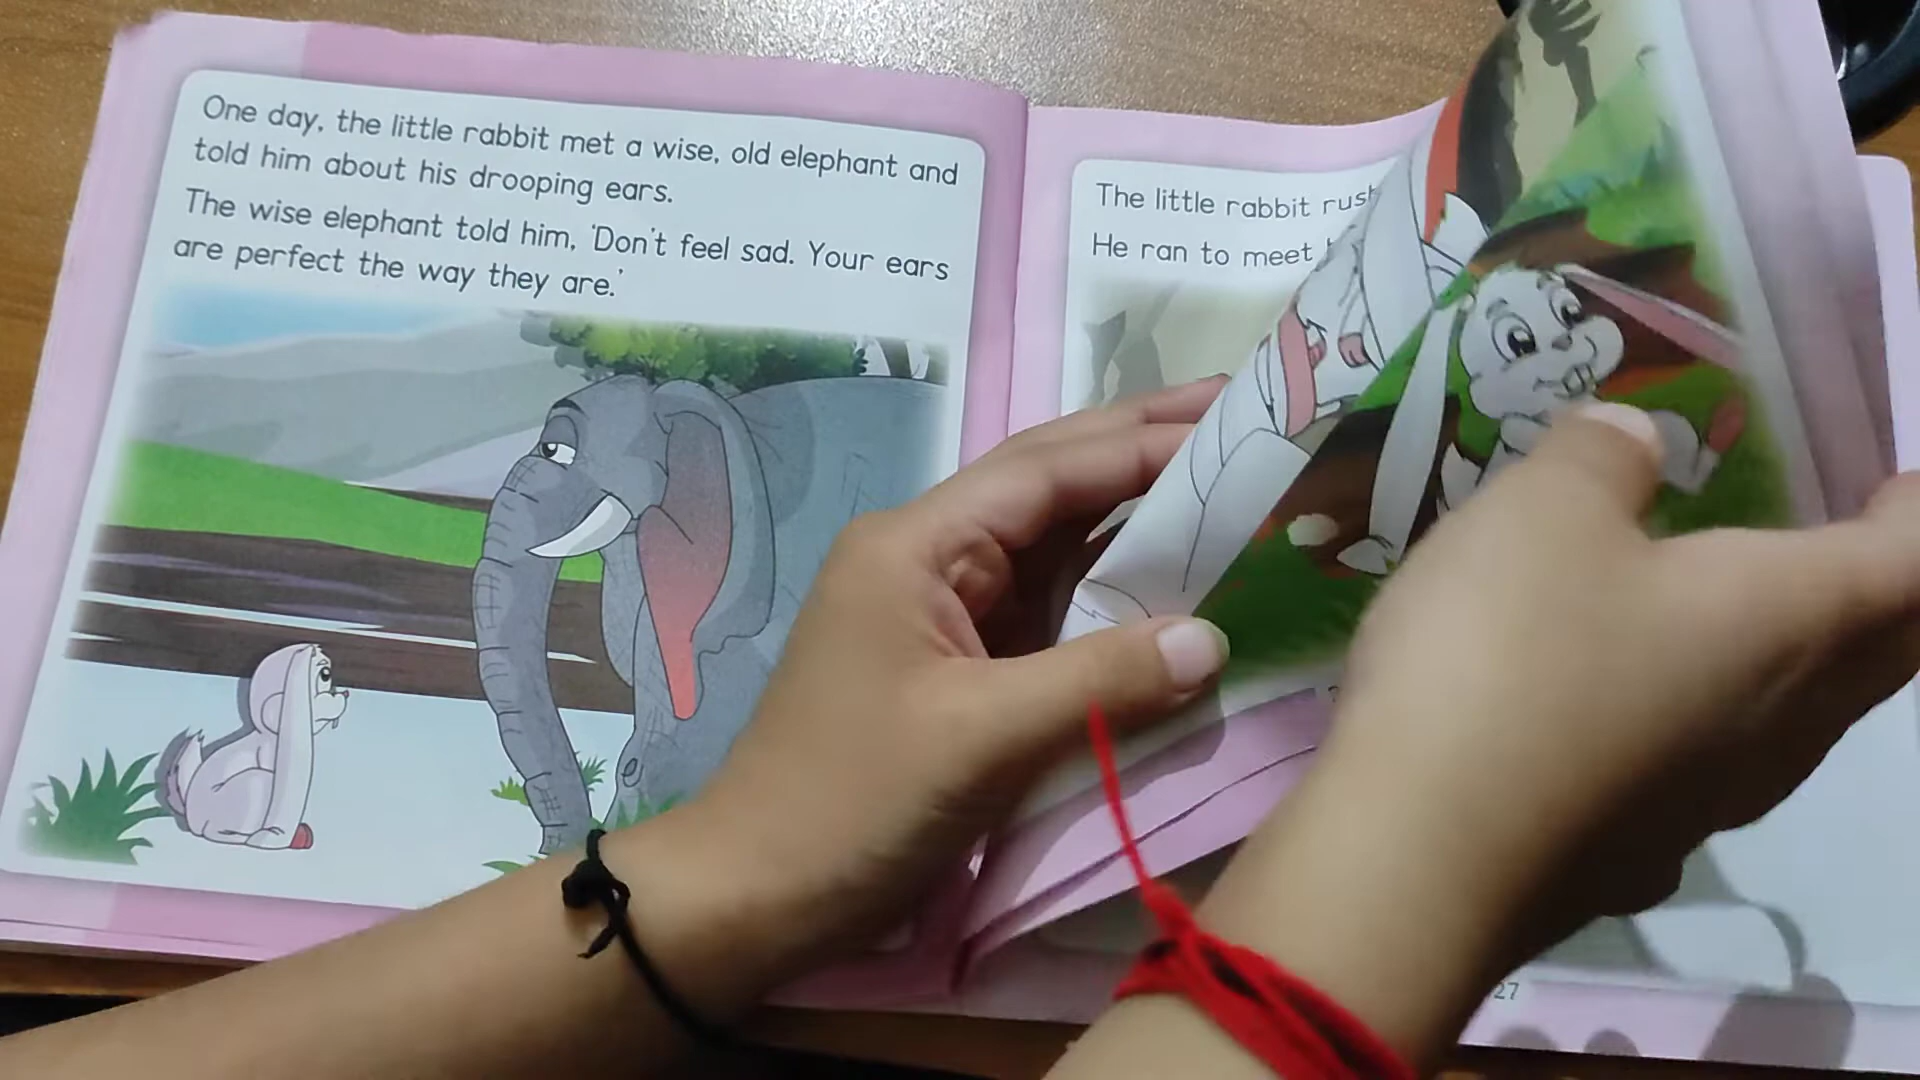 One day, the little rabbit met a wise, old elephant and
told him about his drooping ears.
The wise elephant told him, ‘Don’t feel sad. Your ears
are perfect the way they are.’
The little rabbit
He ran to meet
27